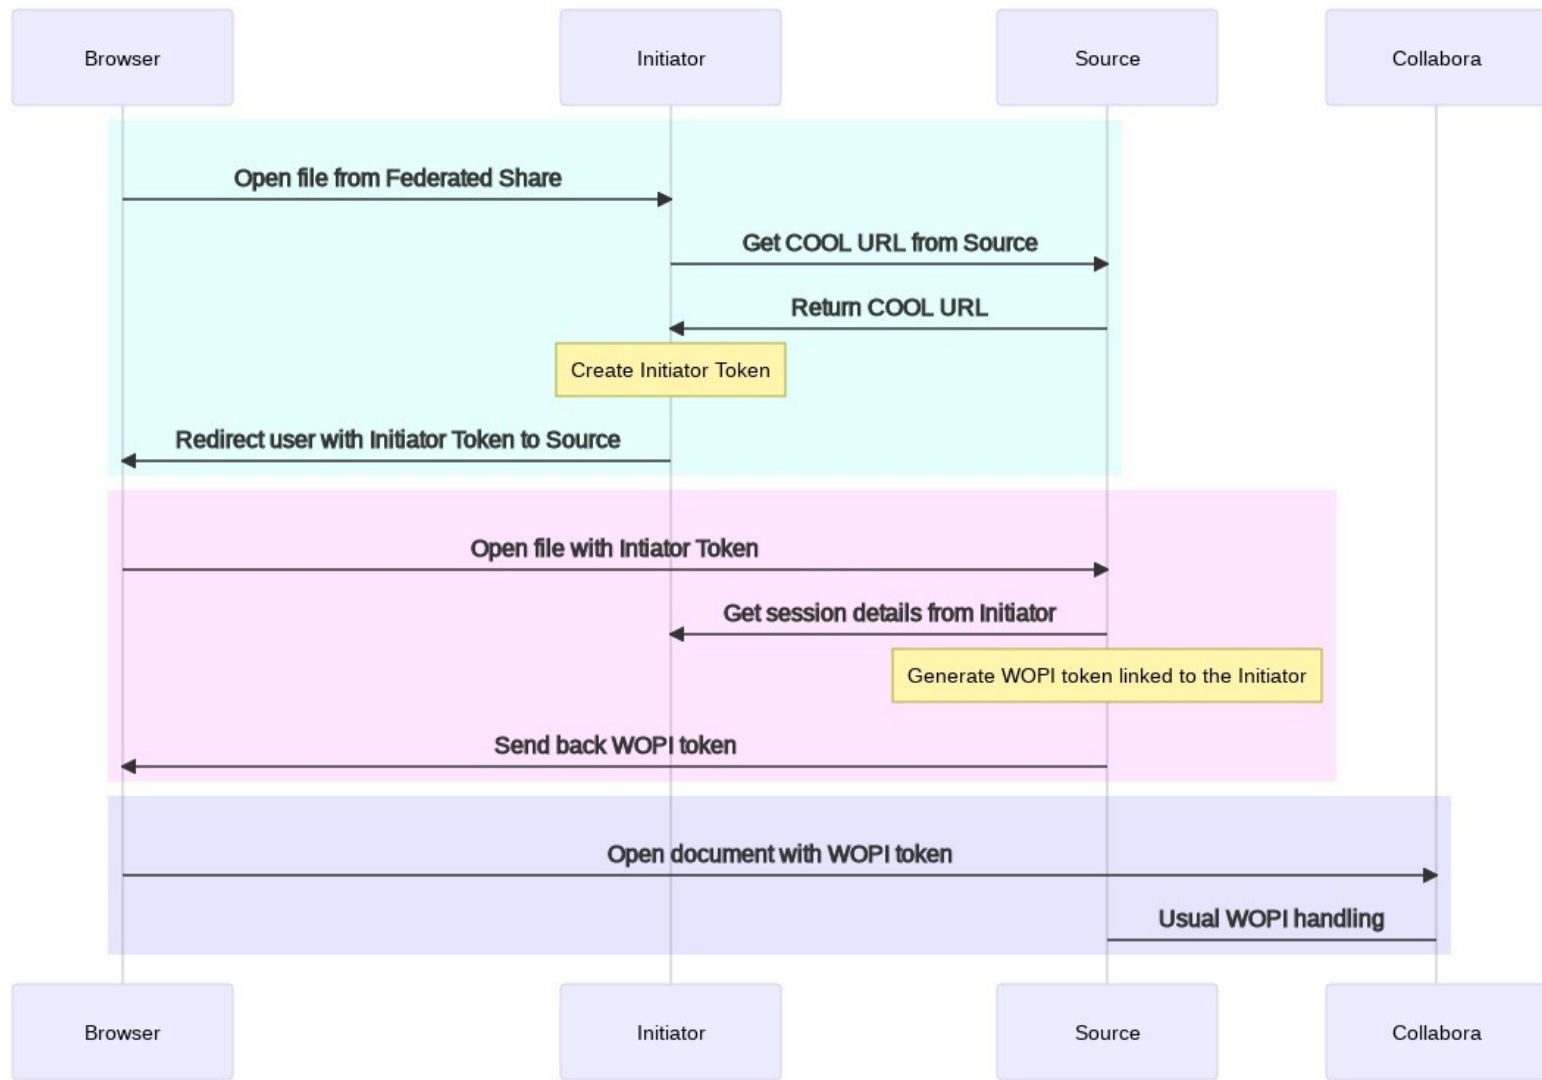 Browser
Initiator
Source
Collabora
Open file from Federated Share
Get COOL URL from Source
Return COOL URL
Create Initiator Token
Redirect user with Initiator Token to Source
Open file with Intiator Token
Get session details from Initiator
Generate WOPI token linked to the Initiator
Send back WOPI token
Open document with WOPI token
Usual WOPI handling
Browser
Initiator
Source
Collabora